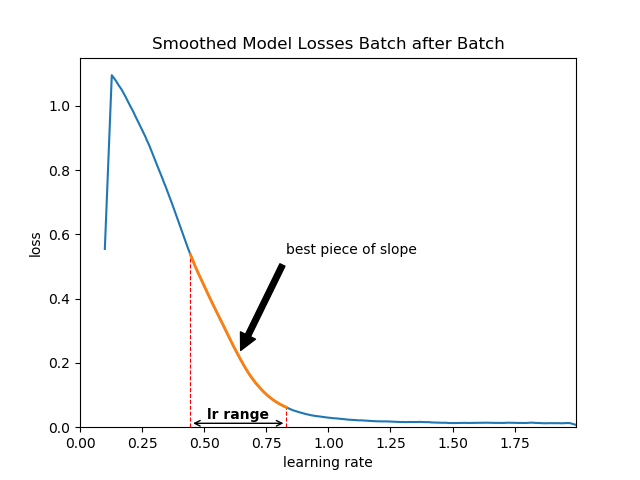 Smoothed Model Losses Batch after Batch
1.0
0.8
0.6
0.4
0.2
0.0
loss
best piece of slope
lr range
0.00 0.25 0.50 0.75 1.00 1.25 1.50 1.75
learning rate